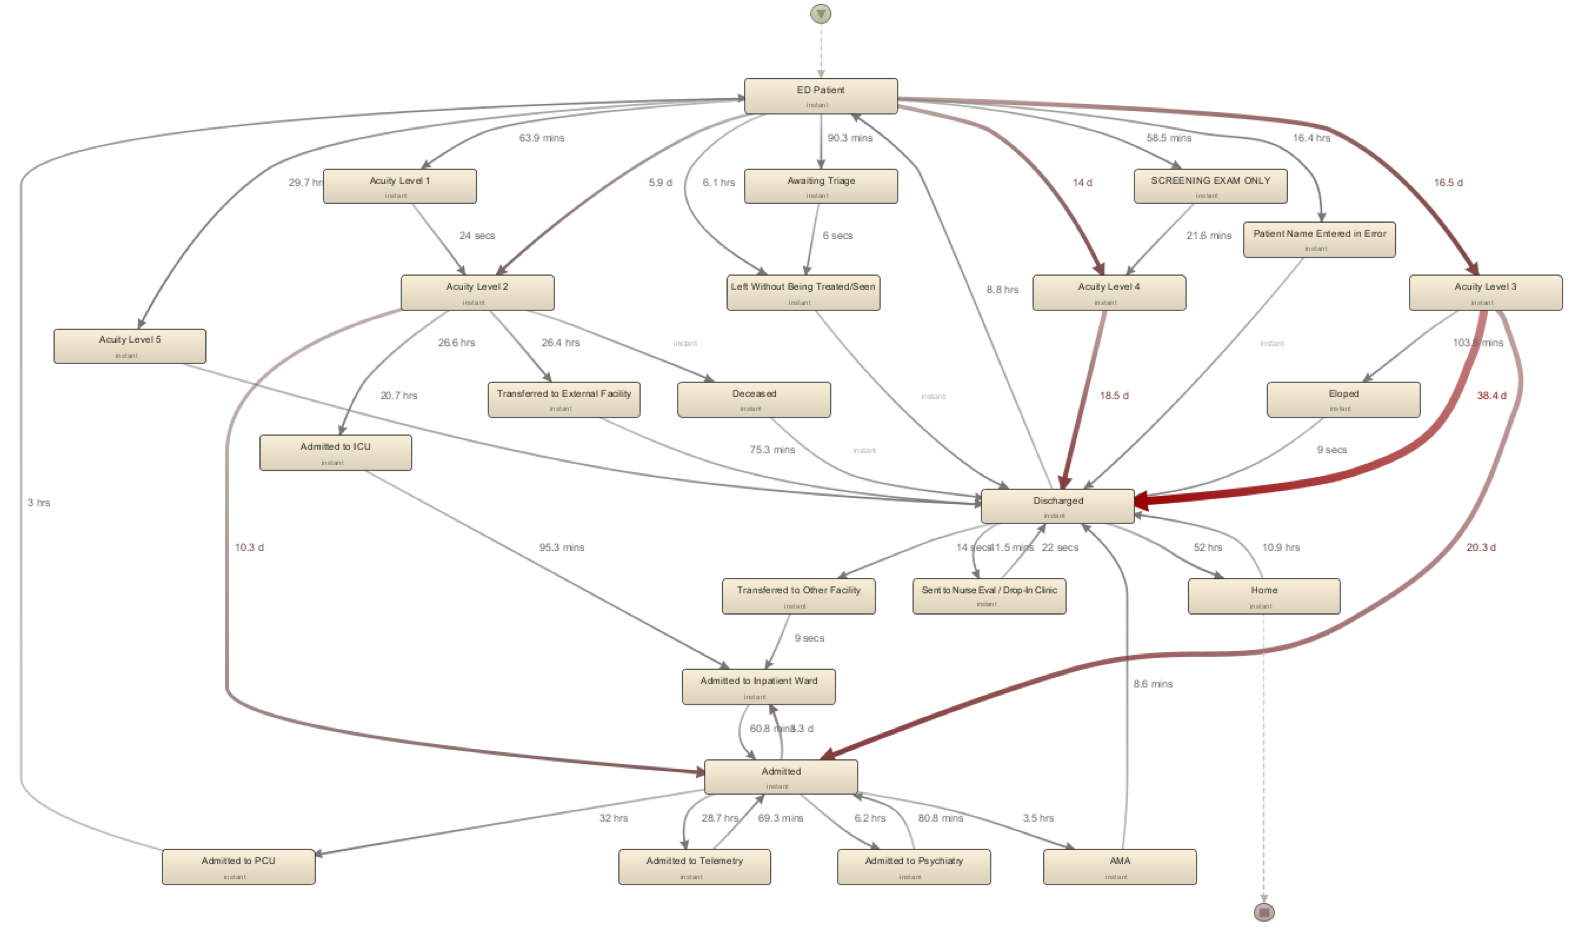 ED Patient
instant
63.9 mins
90.3 mins
58.5 mins
16.4 hrs
29.7 hr
Acuity Level 1
instant
5.9 d
6.1 hrs
Awaiting Triage
instant
14 d
SCREENING EXAM ONLY
instant
16.5 d
24 secs
6 secs
21.6 mins
Patient Name Entered in Error
instant
Acuity Level 2
instant
Left Without Being Treated/Seen
instant
8.8 hrs
Acuity Level 4
instant
Acuity Level 3
instant
Acuity Level 5
instant
26.6 hrs
26.4 hrs
instant
instant
103.8 mins
20.7 hrs
Transferred to External Facility
instant
Deceased
instant
instant
18.5 d
Eloped
instant
38.4 d
Admitted to ICU
instant
75.3 mins
instant
9 secs
3 hrs
Discharged
instant
10.3 d
95.3 mins
14 secs
41.5 mins
22 secs
52 hrs
10.9 hrs
20.3 d
Transferred to Other Facility
instant
Sent to Nurse Eval / Drop-In Clinic
instant
Home
instant
9 secs
Admitted to Inpatient Ward
instant
8.6 mins
60.8 mins
3.3 d
Admitted
instant
32 hrs
28.7 hrs
69.3 mins
6.2 hrs
80.8 mins
3.5 hrs
Admitted to PCU
instant
Admitted to Telemetry
instant
Admitted to Psychiatry
instant
AMA
instant